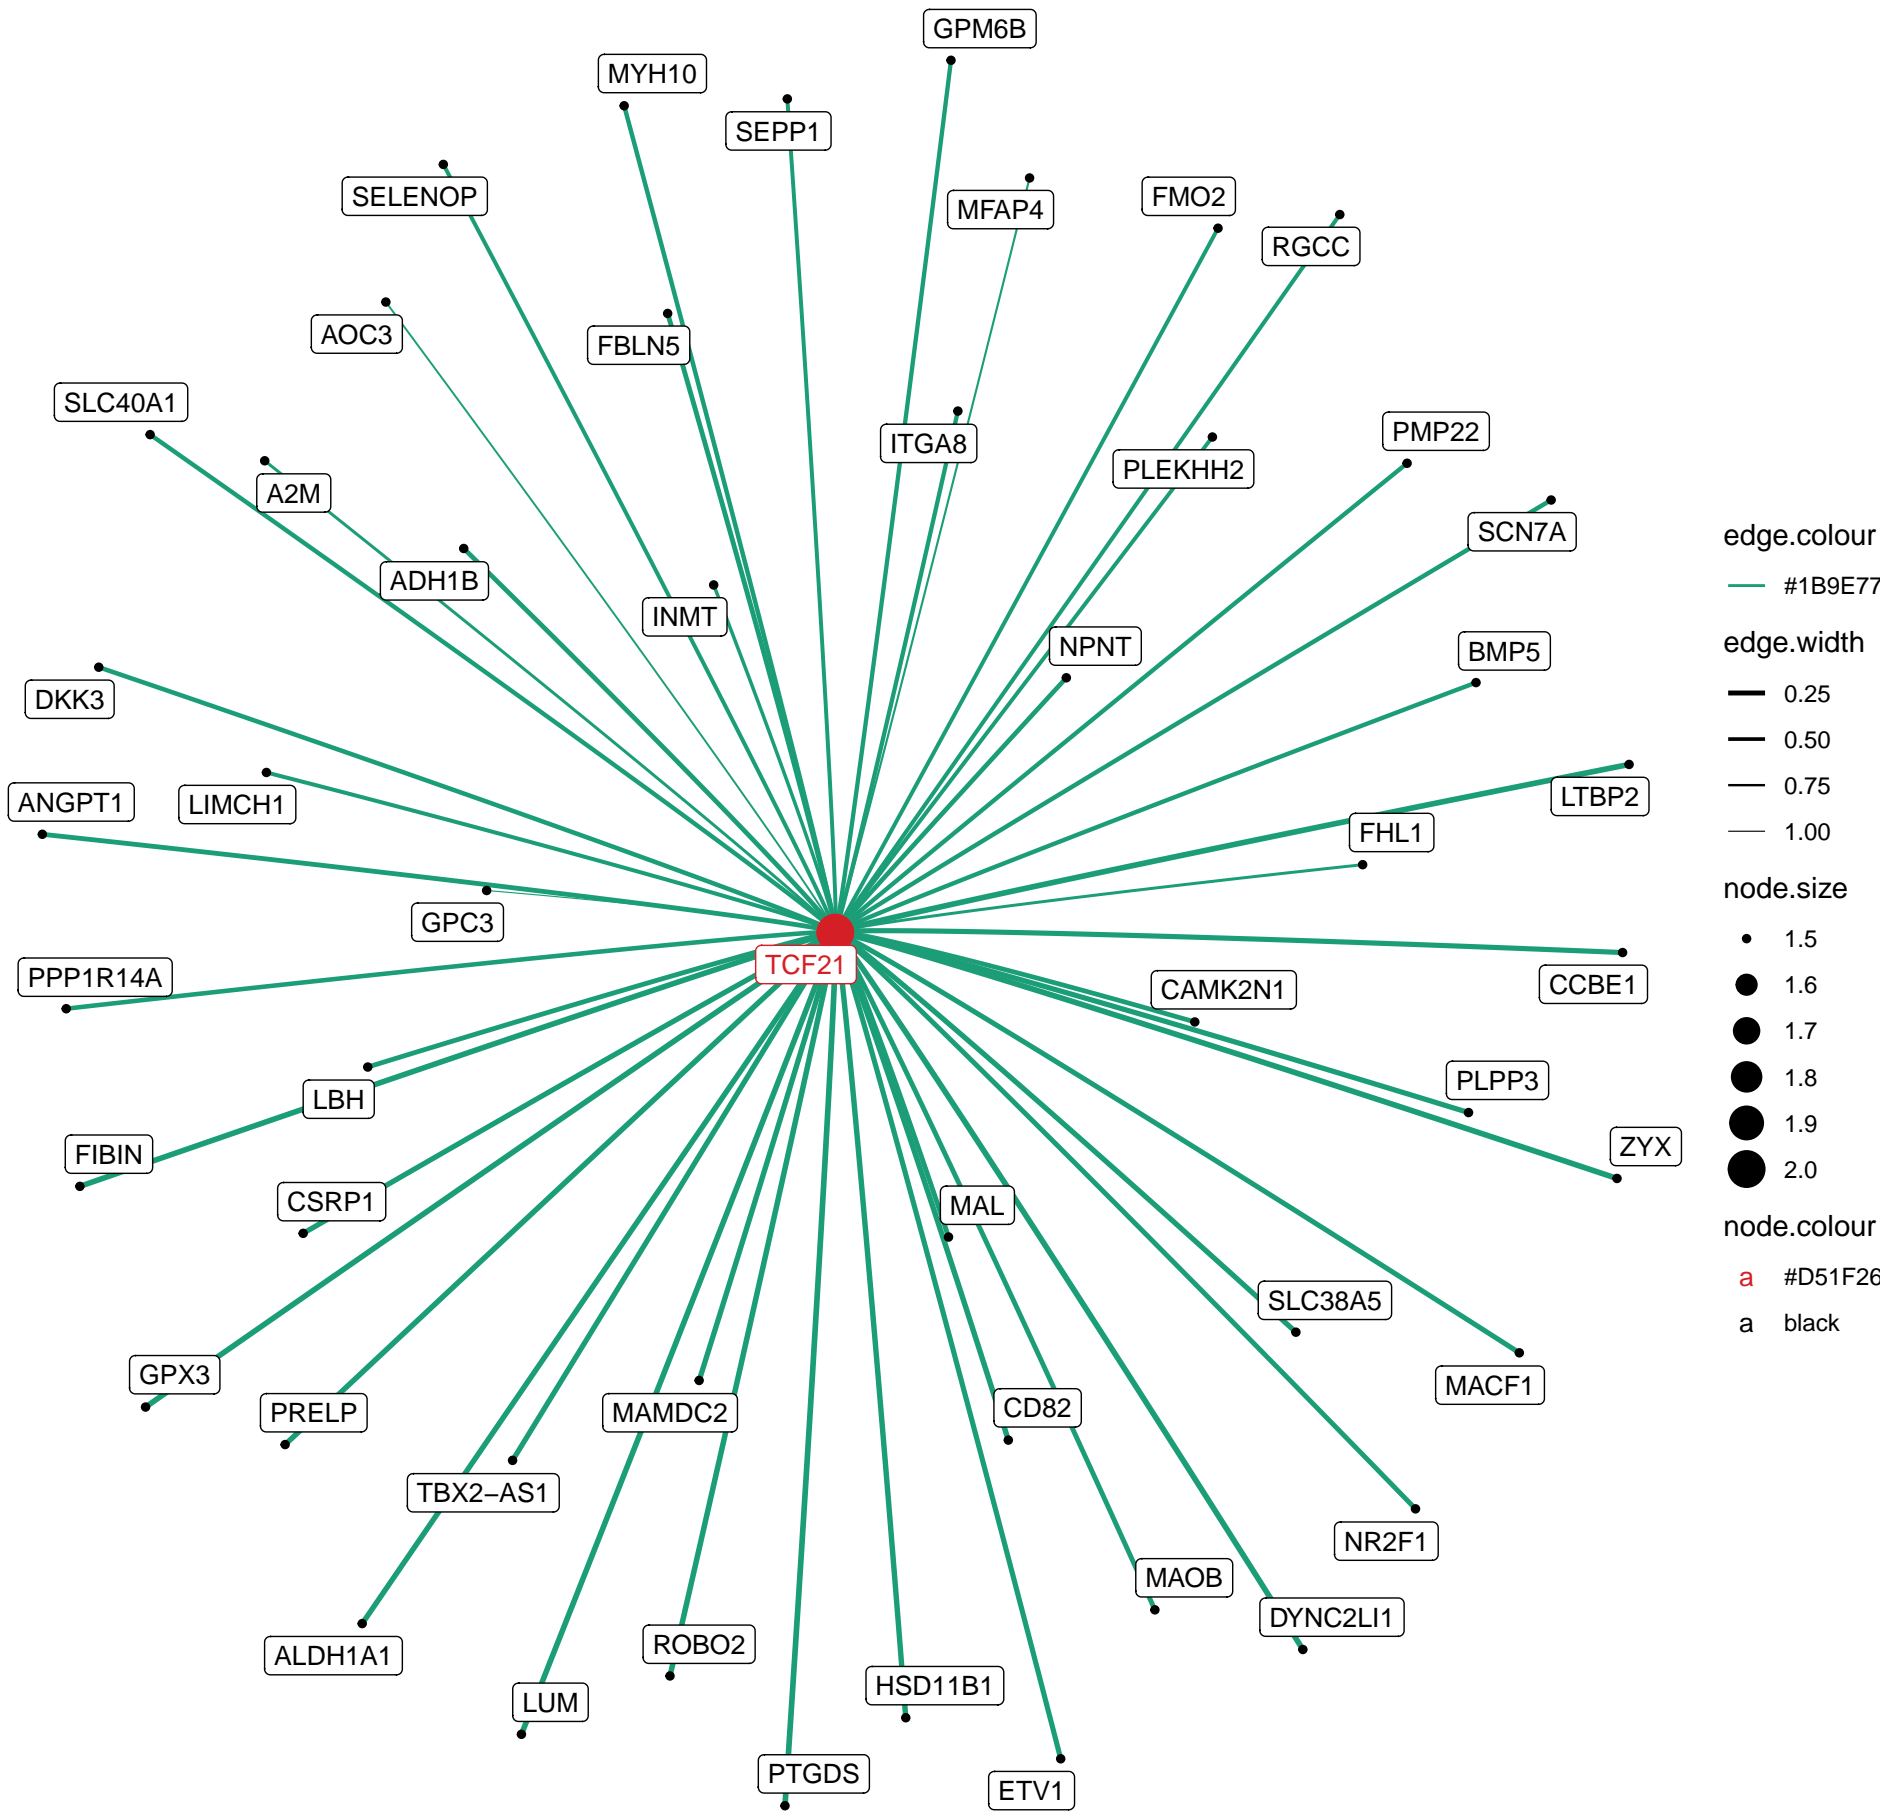 GPM6B
MYH10
SEPP1
SELENOP
MFAP4
FMO2
RGCC
AOC3
FBLN5
SLC40A1
ITGA8
PMP22
PLEKHH2
A2M
SCN7A
ADH1B
INMT
NPNT
BMP5
DKK3
ANGPT1
LIMCH1
LTBP2
FHL1
GPC3
TCF21
PPP1R14A
CAMK2N1
CCBE1
LBH
PLPP3
FIBIN
ZYX
CSRP1
MAL
SLC38A5
GPX3
MACF1
PRELP
MAMDC2
CD82
TBX2−AS1
NR2F1
MAOB
DYNC2LI1
ALDH1A1
ROBO2
LUM
HSD11B1
PTGDS
ETV1
edge.colour
#1B9E77
edge.width
0.25
0.50
0.75
1.00
node.size
1.5
1.6
1.7
1.8
1.9
2.0
node.colour
a #D51F26
a black